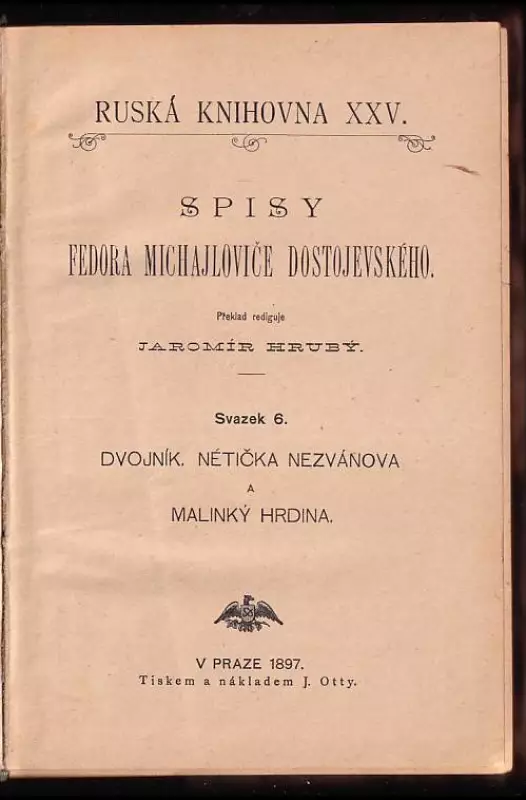 RUSKÁ KNIHOVNA XXV.
SPISY
FEDORA MICHAJLOVIČE DOSTOJEVSKÉHO.
Překlad rediguje
JAROMÍR HRUBÝ.
Svazek 6.
DVOJNÍK. NÉTIČKA NEZVÁNOVA
A
MALINKÝ HRDINA.
V PRAZE 1897.
Tiskem a nákladem J. Otty.